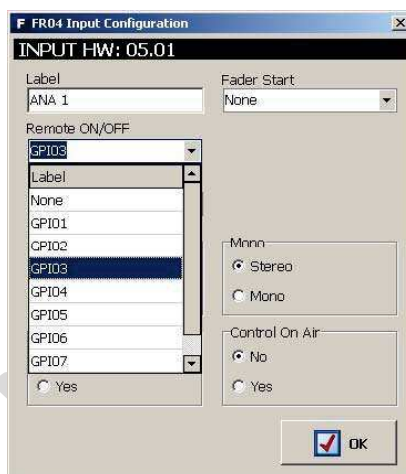 F FR04 Input Configuration
INPUT HW: 05.01
Label
ANA 1
Fader Start
None
Remote ON/OFF
GPIO3
Label
None
GPIO1
GPIO2
GPIO3
GPIO4
GPIO5
GPIO6
GPIO7
Yes
Mono
Stereo
Mono
Control On Air
No
Yes
OK